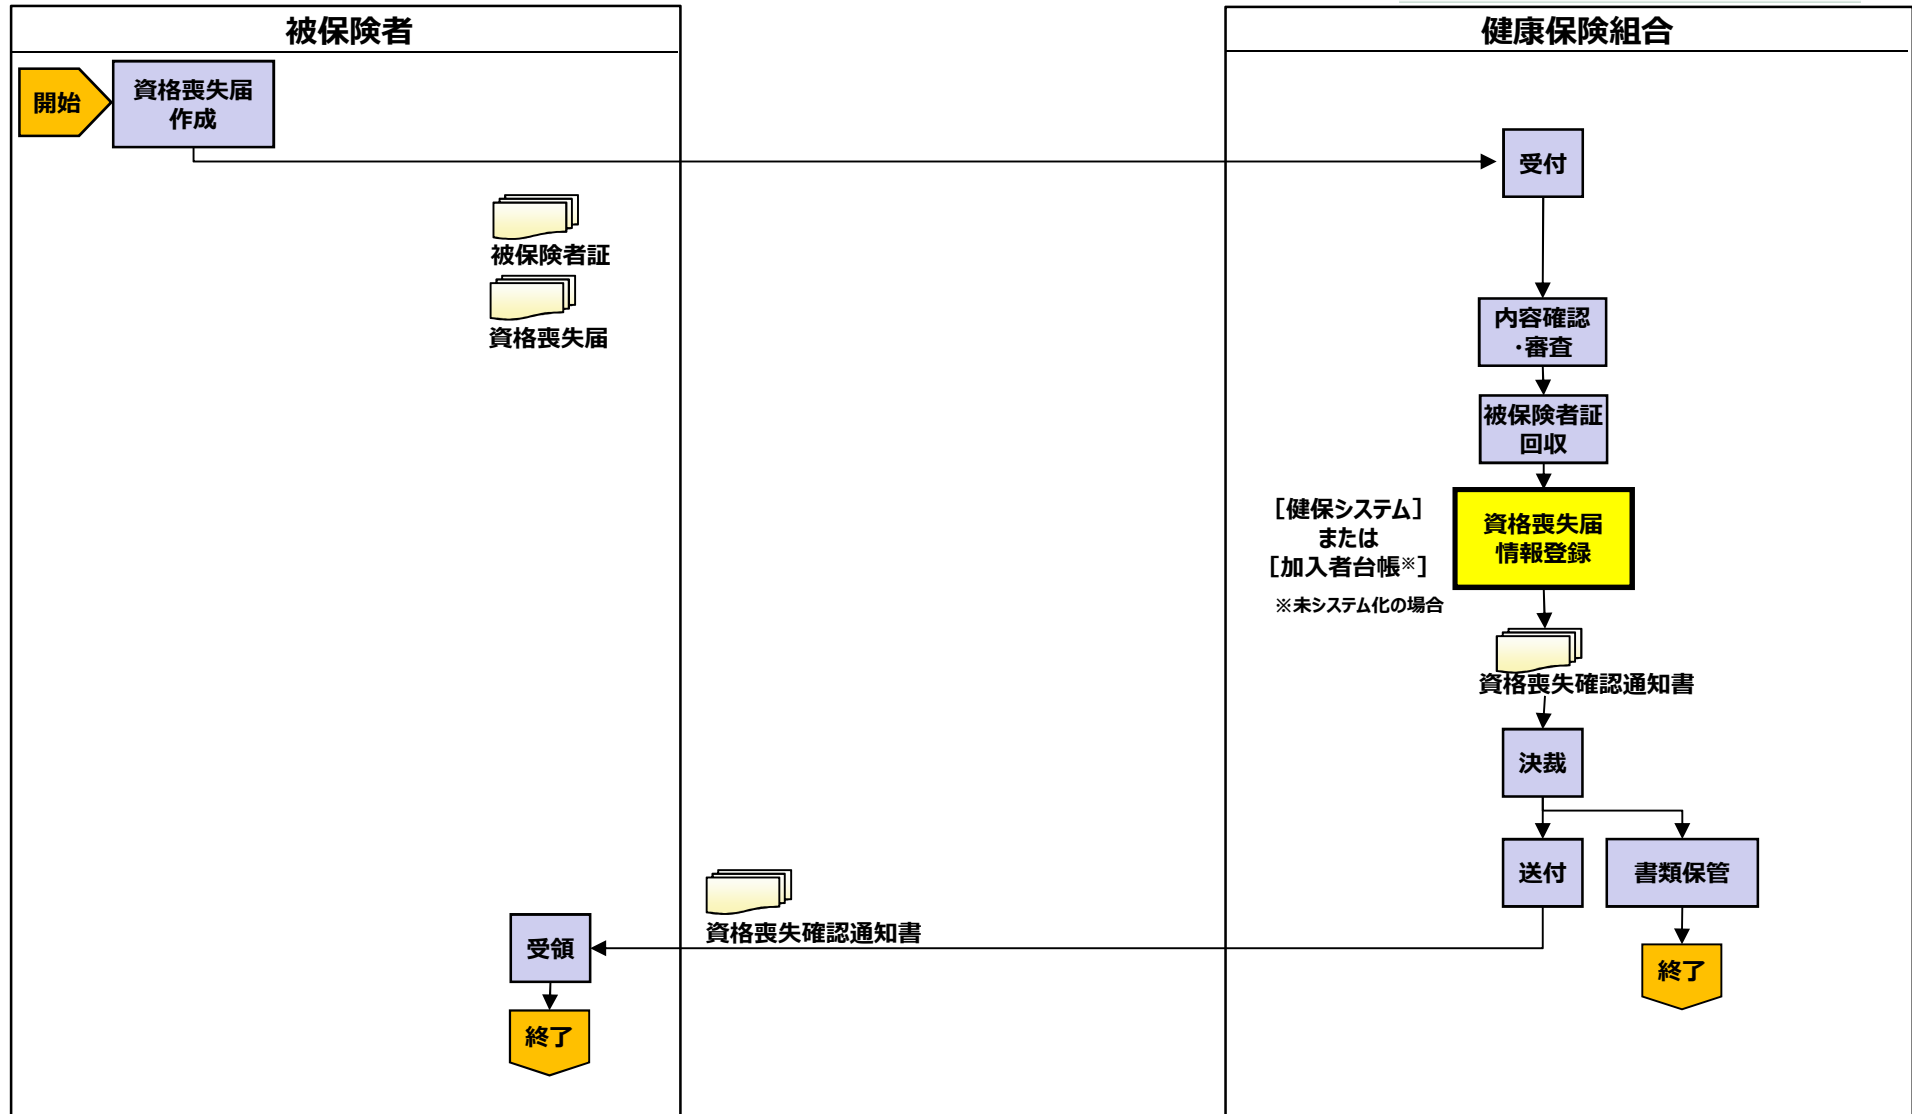 被保険者
健康保険組合
開始
資格喪失届
作成
受付
被保険者証
資格喪失届
内容確認
・審査
被保険者証
回収
［健保システム］
または
［加入者台帳※］
※未システム化の場合
資格喪失届
情報登録
資格喪失確認通知書
決裁
送付
書類保管
資格喪失確認通知書
受領
終了
終了